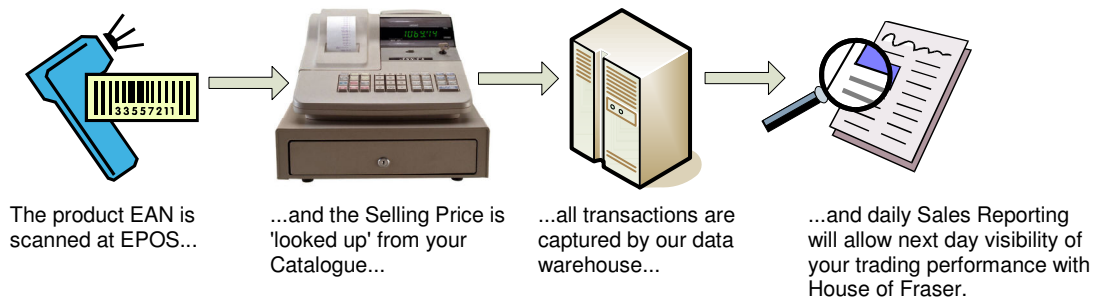 33557211
The product EAN is
scanned at EPOS...
...and the Selling Price is
'looked up' from your
Catalogue...
...all transactions are
captured by our data
warehouse...
...and daily Sales Reporting
will allow next day visibility of
your trading performance with
House of Fraser.